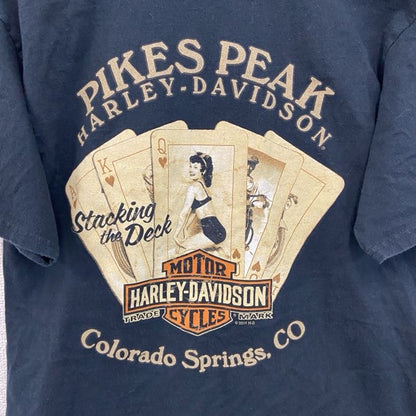 PIKES PEAK
HARLEY-DAVIDSON®
A K Q
Stacking
the Deck
MOTOR
HARLEY-DAVIDSON
TRADE MARK
CYCLES
Colorado Springs, CO